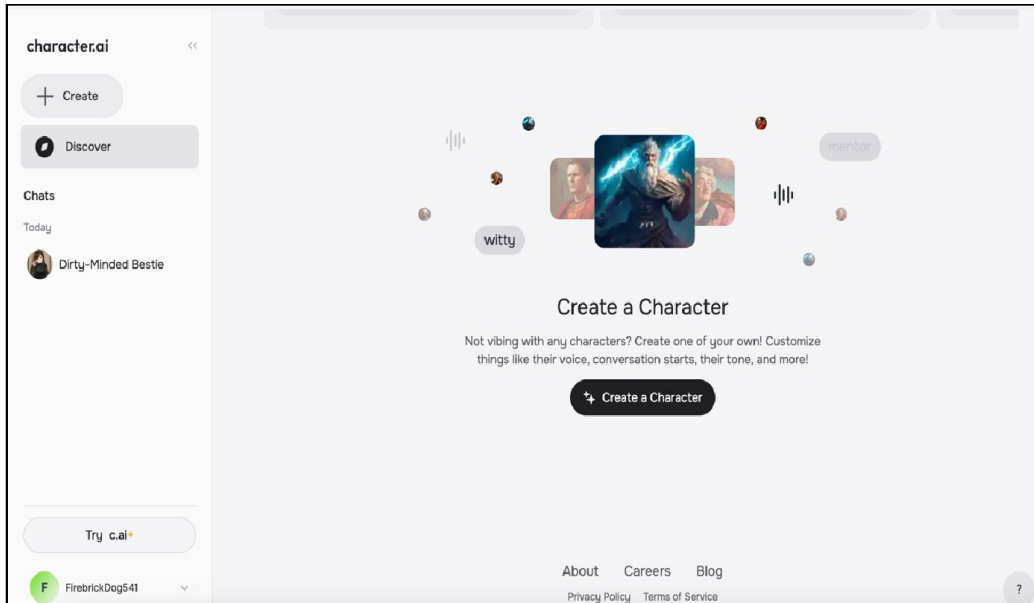 character.ai
Create
Discover
Chats
Today
Dirty-Minded Bestie
Try c.ai+
F FirebrickDog541
mentor
witty
Create a Character
Not vibing with any characters? Create one of your own! Customize
things like their voice, conversation starts, their tone, and more!
Create a Character
About Careers Blog
Privacy Policy Terms of Service
?